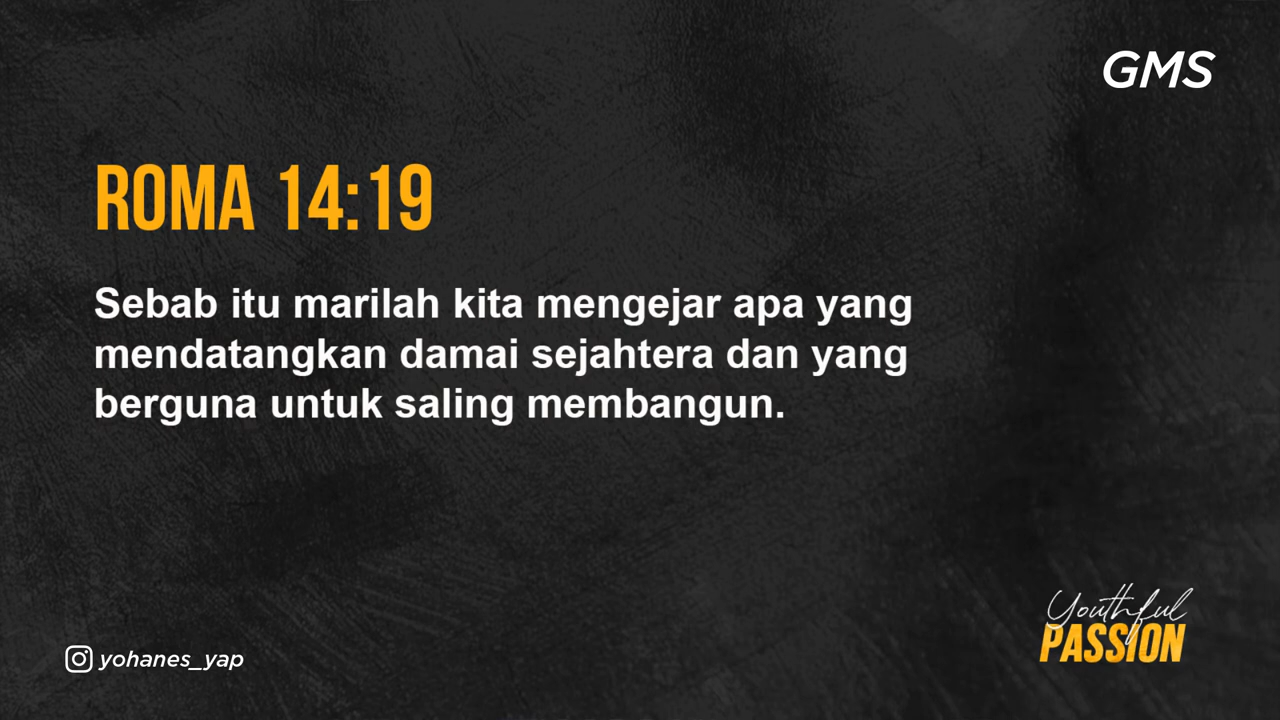 GMS
ROMA 14:19
Sebab itu marilah kita mengejar apa yang
mendatangkan damai sejahtera dan yang
berguna untuk saling membangun.
Youthful
PASSION
yohanes_yap